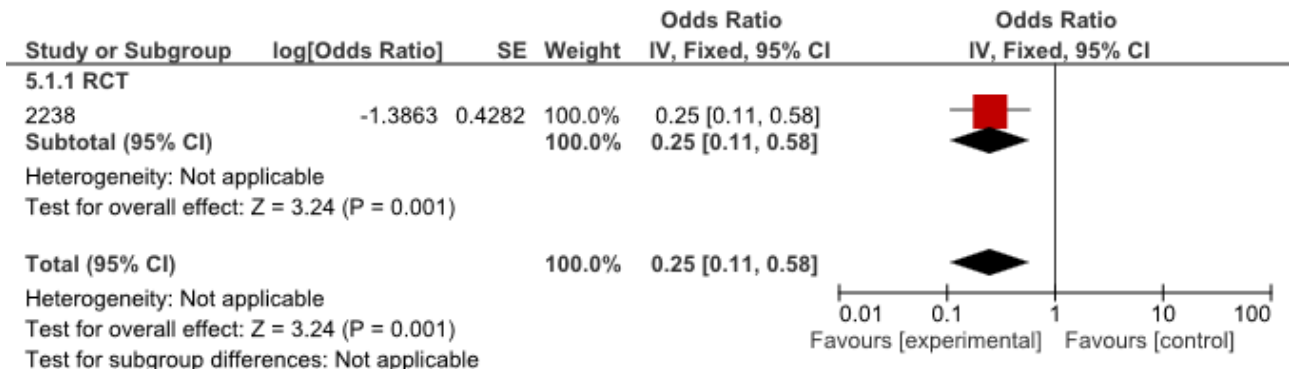 Odds Ratio Odds Ratio
Study or Subgroup log[Odds Ratio] SE Weight IV, Fixed, 95% CI IV, Fixed, 95% CI
5.1.1 RCT
2238 -1.3863 0.4282 100.0% 0.25 [0.11, 0.58]
Subtotal (95% CI) 100.0% 0.25 [0.11, 0.58]
Heterogeneity: Not applicable
Test for overall effect: Z = 3.24 (P = 0.001)
Total (95% CI) 100.0% 0.25 [0.11, 0.58]
Heterogeneity: Not applicable
Test for overall effect: Z = 3.24 (P = 0.001)
Test for subgroup differences: Not applicable
0.01 0.1 1 10 100
Favours [experimental] Favours [control]